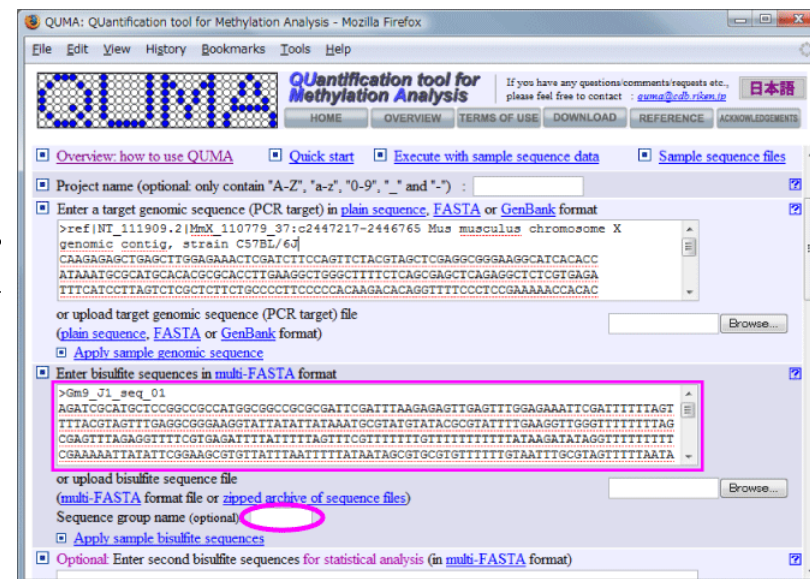 QUMA: QUantification tool for Methylation Analysis - Mozilla Firefox
File Edit View History Bookmarks Tools Help
QUMA
QUantification tool for
Methylation Analysis
If you have any questions/comments/requests etc.,
please feel free to contact : quma@cdb.riken.jp
日本語
HOME OVERVIEW TERMS OF USE DOWNLOAD REFERENCE ACKNOWLEDGEMENTS
Overview: how to use QUMA Quick start Execute with sample sequence data Sample sequence files
Project name (optional: only contain "A-Z", "a-z", "0-9", "_" and "-") :
Enter a target genomic sequence (PCR target) in plain sequence, FASTA or GenBank format
>ref|NT_111909.2|MmX_110779_37:c2447217-2446765 Mus musculus chromosome X
genomic contig, strain C57BL/6J
CAAGAGAGCTGAGCTTGGAGAAACTCGATCTTCCAGTTCTACGTAGCTCGAGGCGGGAAGGCATCACACC
ATAAATGCGCATGCACACGCGCACCTTGAAGGCTGGGCTTTTCTCAGCGAGCTCAGAGGCTCTCGTGAGA
TTTCATCCTTAGTCTCGCTCTTCTGCCCCTTCCCCCACAAGACACAGGTTTTCCCTCCGAAAAACCACAC
or upload target genomic sequence (PCR target) file
(plain sequence, FASTA or GenBank format)
Browse...
Apply sample genomic sequence
Enter bisulfite sequences in multi-FASTA format
>Gm9_J1_seq_01
AGATCGCATGCTCCGGCCGCCATGGCGGCCGCGCGATTCGATTTAAGAGAGTTGAGTTTGGAGAAATTCGATTTTTTAGT
TTTACGTAGTTTGAGGCGGGAAGGTATTATATTATAAATGCGTATGTATACGCGTATTTTGAAGGTTGGGTTTTTTTTAG
CGAGTTTAGAGGTTTTCGTGAGATTTTATTTTTAGTTTCGTTTTTTTGTTTTTTTTTTTATAAGATATAGGTTTTTTTTT
CGAAAAATTATATTCGGAAGCGTGTTATTTAATTTTTATAATAGCGTGCGTGTTTTTTGTAATTTGCGTAGTTTTTAATA
or upload bisulfite sequence file
(multi-FASTA format file or zipped archive of sequence files)
Browse...
Sequence group name (optional)
Apply sample bisulfite sequences
Optional: Enter second bisulfite sequences for statistical analysis (in multi-FASTA format)